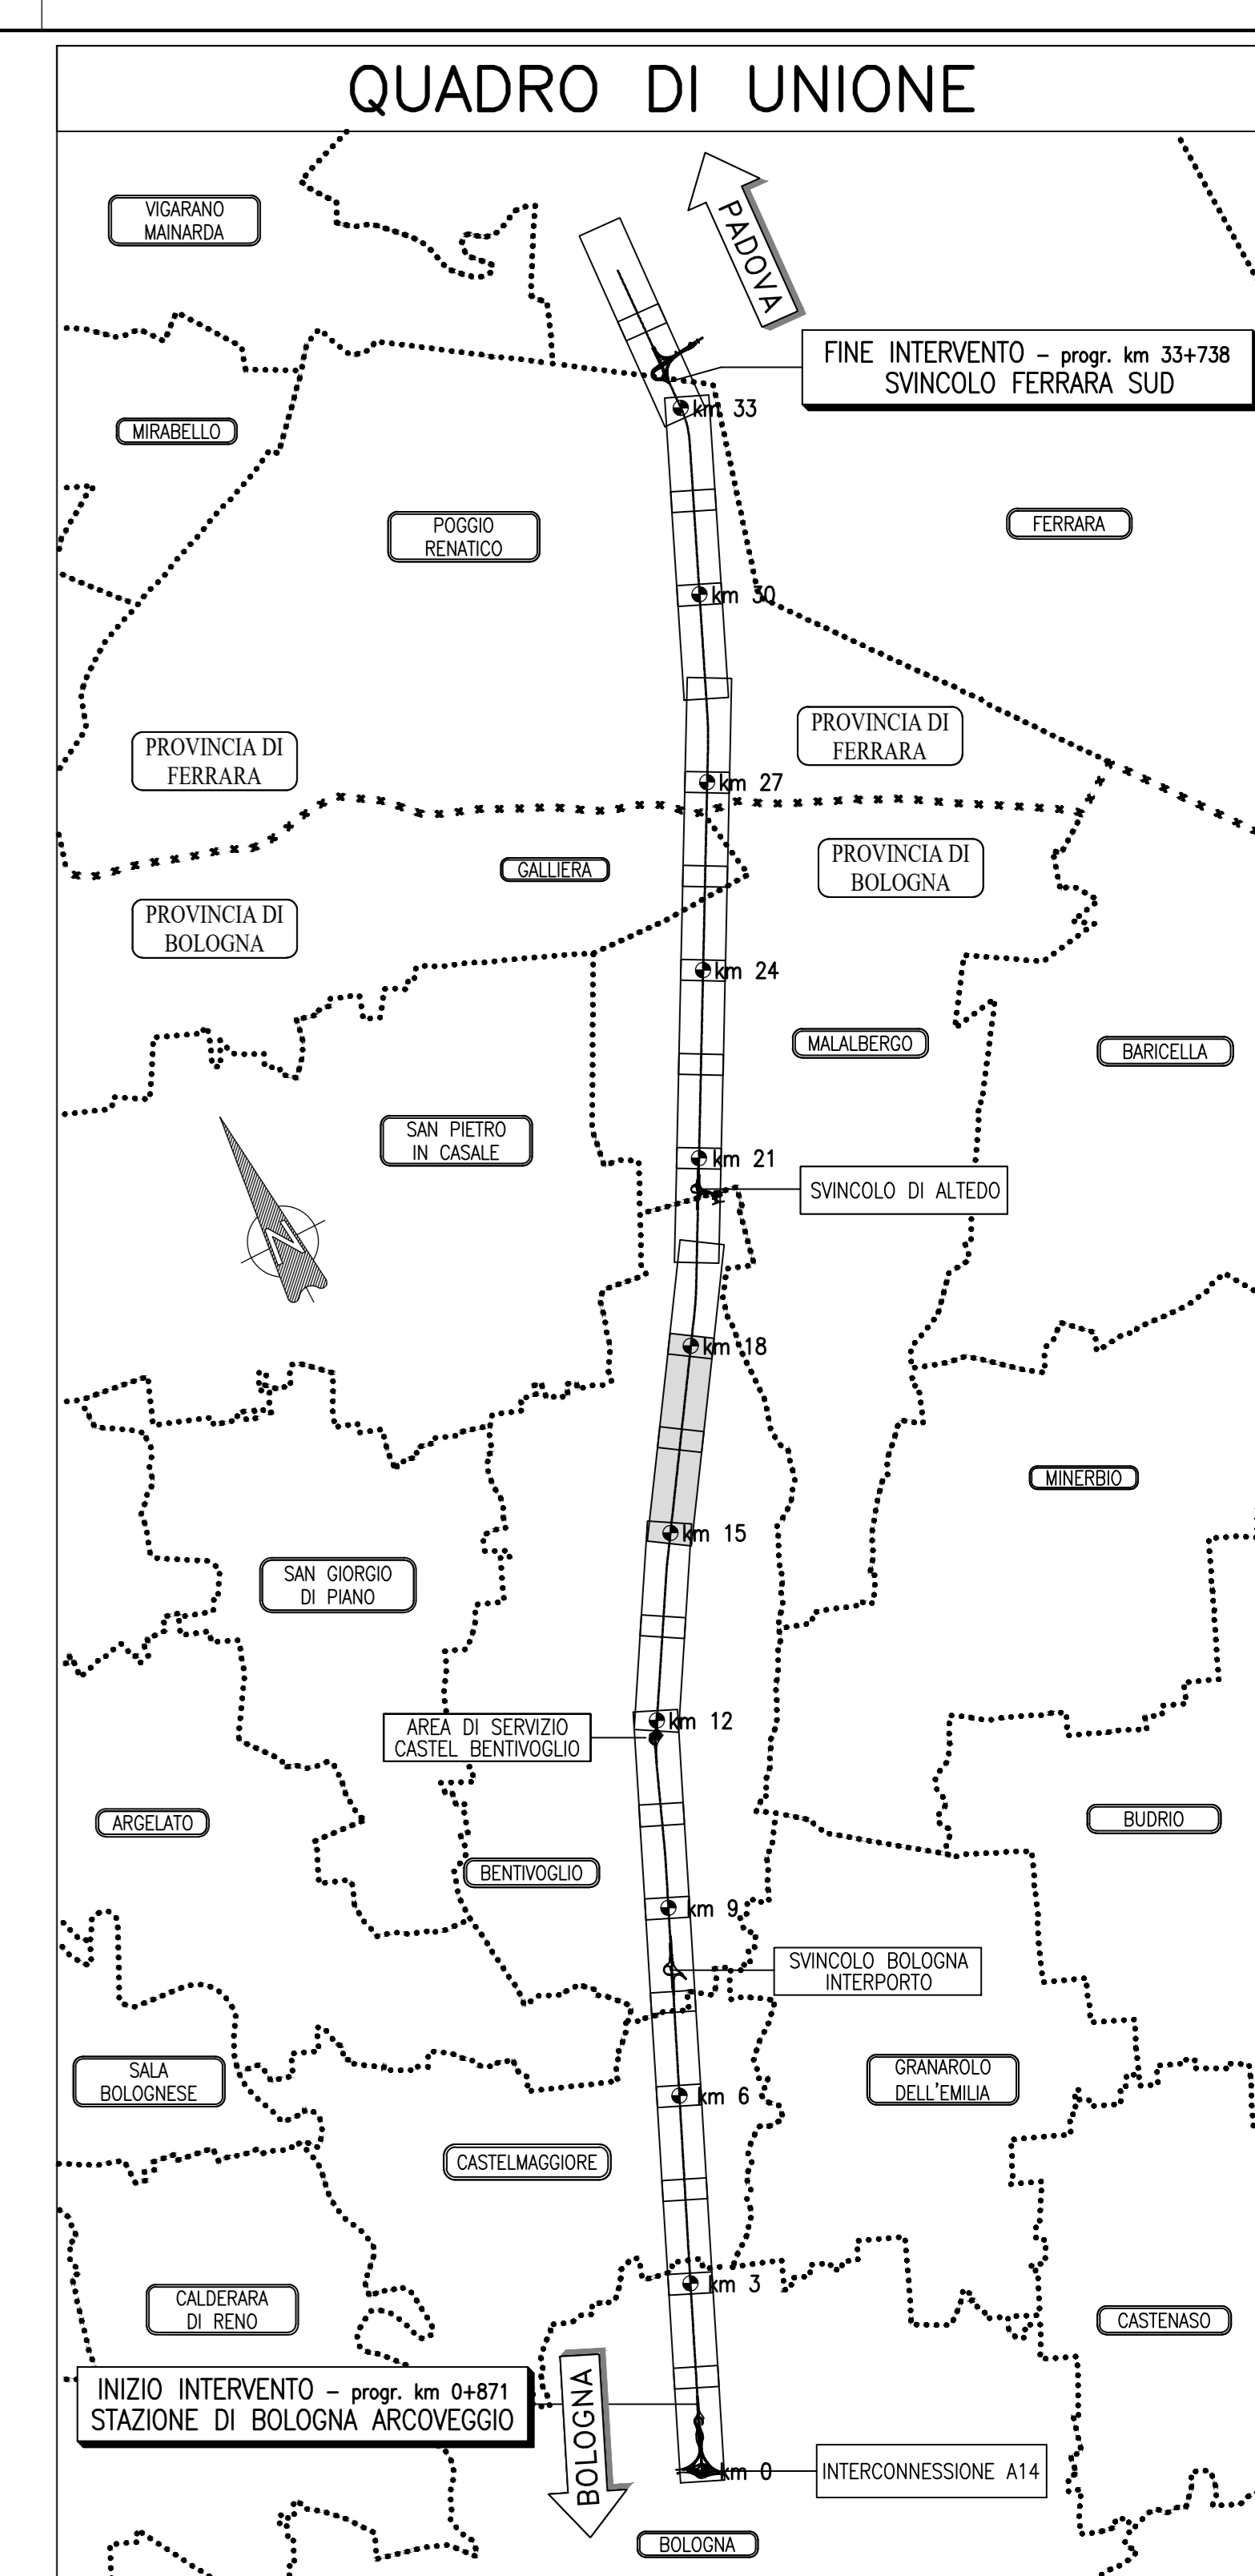 QUADRO DI UNIONE
VIGARANO
MAINARDA
PADOVA
FINE INTERVENTO – progr. km 33+738
SVINCOLO FERRARA SUD
km 33
MIRABELLO
POGGIO
RENATICO
FERRARA
km 30
PROVINCIA DI
FERRARA
PROVINCIA DI
FERRARA
km 27
GALLIERA
PROVINCIA DI
BOLOGNA
PROVINCIA DI
BOLOGNA
km 24
MALALBERGO
BARICELLA
SAN PIETRO
IN CASALE
km 21
SVINCOLO DI ALTEDO
N
km 18
MINERBIO
km 15
SAN GIORGIO
DI PIANO
km 12
AREA DI SERVIZIO
CASTEL BENTIVOGLIO
ARGELATO
BUDRIO
BENTIVOGLIO
km 9
SVINCOLO BOLOGNA
INTERPORTO
SALA
BOLOGNESE
GRANAROLO
DELL'EMILIA
km 6
CASTELMAGGIORE
km 3
CALDERARA
DI RENO
CASTENASO
INIZIO INTERVENTO – progr. km 0+871
STAZIONE DI BOLOGNA ARCOVEGGIO
BOLOGNA
km 0
INTERCONNESSIONE A14
BOLOGNA